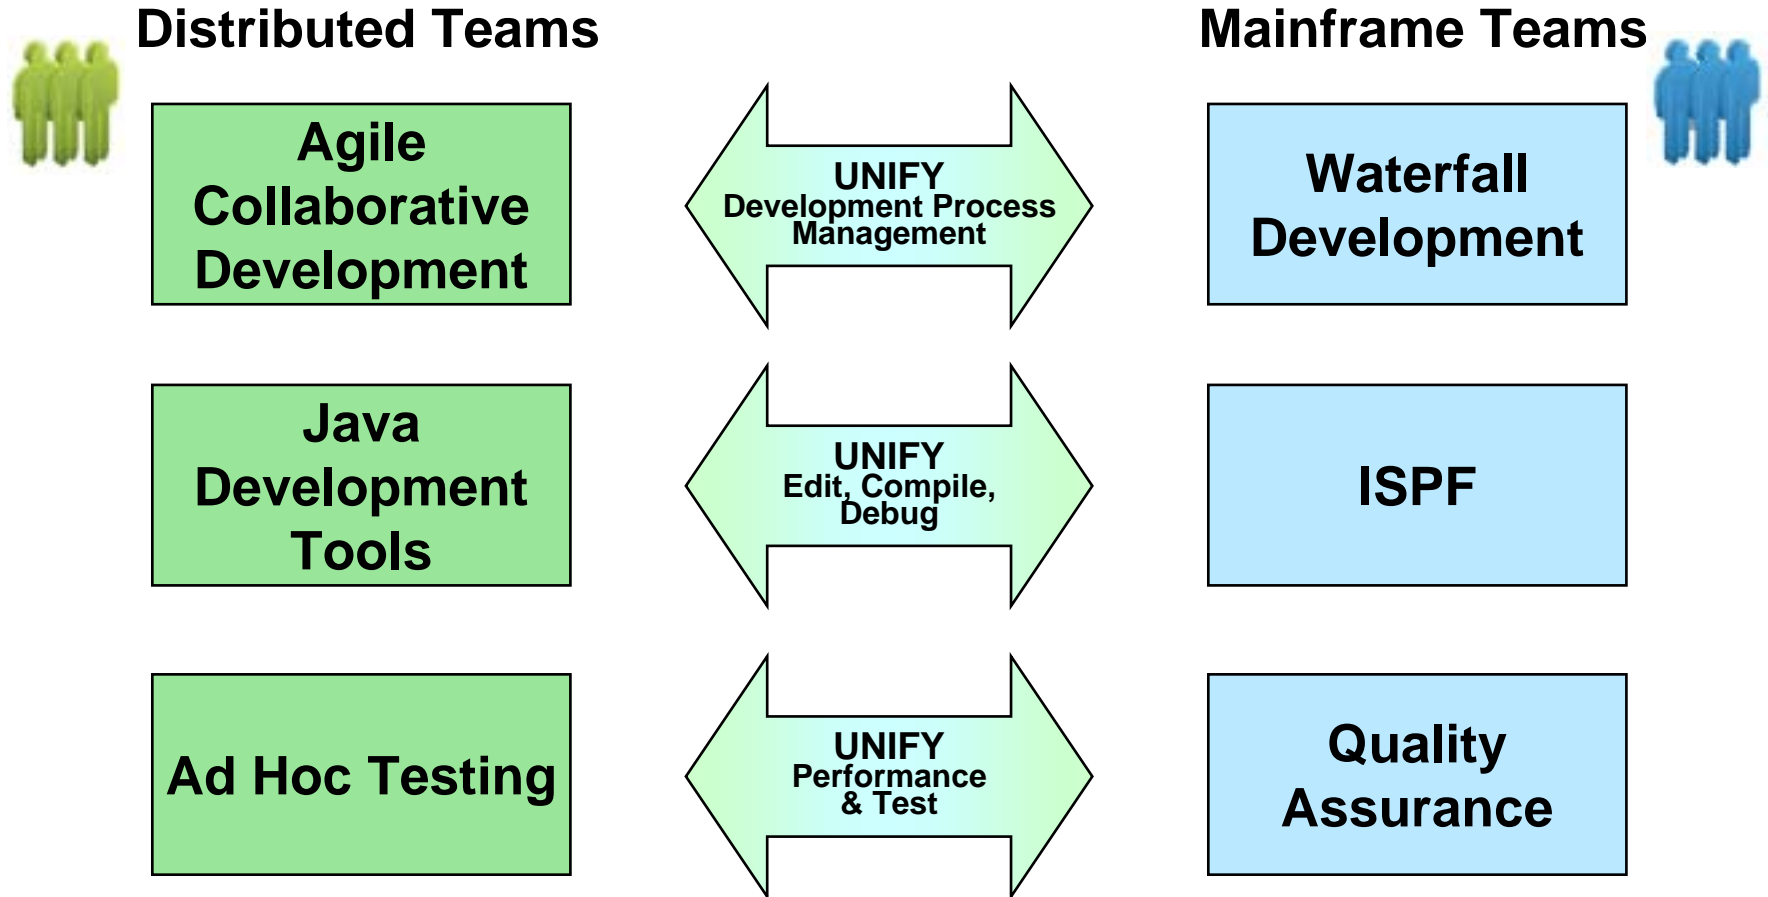 Distributed Teams
Mainframe Teams
Agile
Collaborative
Development
UNIFY
Development Process
Management
Waterfall
Development
Java
Development
Tools
UNIFY
Edit, Compile,
Debug
ISPF
Ad Hoc Testing
UNIFY
Performance
& Test
Quality
Assurance